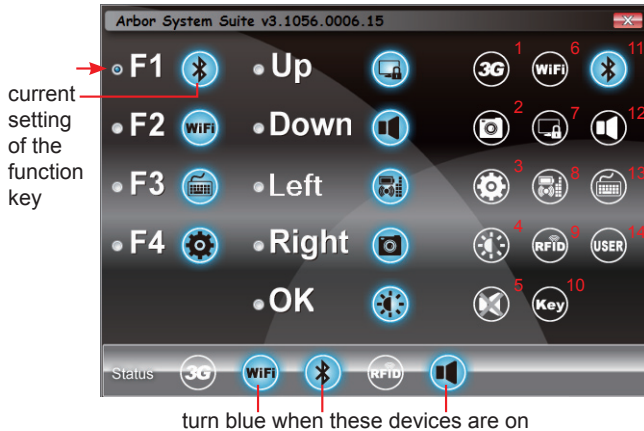 Arbor System Suite v3.1056.0006.15
F1 Up 3G 1 WiFi 6 11
current setting of the function key
F2 WiFi Down 2 7 12
F3 Left 3 8 13
F4 Right 4 RFID 9 USER 14
OK 5 Key 10
Status 3G WiFi RFID
turn blue when these devices are on